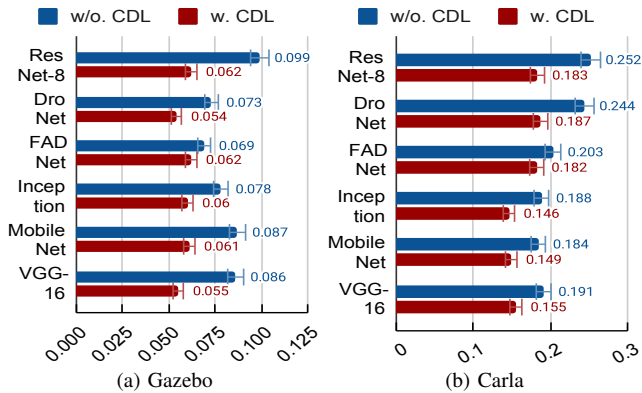 w/o. CDL w. CDL
Res
Net-8
0.099
0.062
Dro
Net
0.073
0.054
FAD
Net
0.069
0.062
Incep
tion
0.078
0.06
Mobile
Net
0.087
0.061
VGG-
16
0.086
0.055
0.000 0.025 0.050 0.075 0.100 0.125
(a) Gazebo
w/o. CDL w. CDL
Res
Net-8
0.252
0.183
Dro
Net
0.244
0.187
FAD
Net
0.203
0.182
Incep
tion
0.188
0.146
Mobile
Net
0.184
0.149
VGG-
16
0.191
0.155
0 0.1 0.2 0.3
(b) Carla